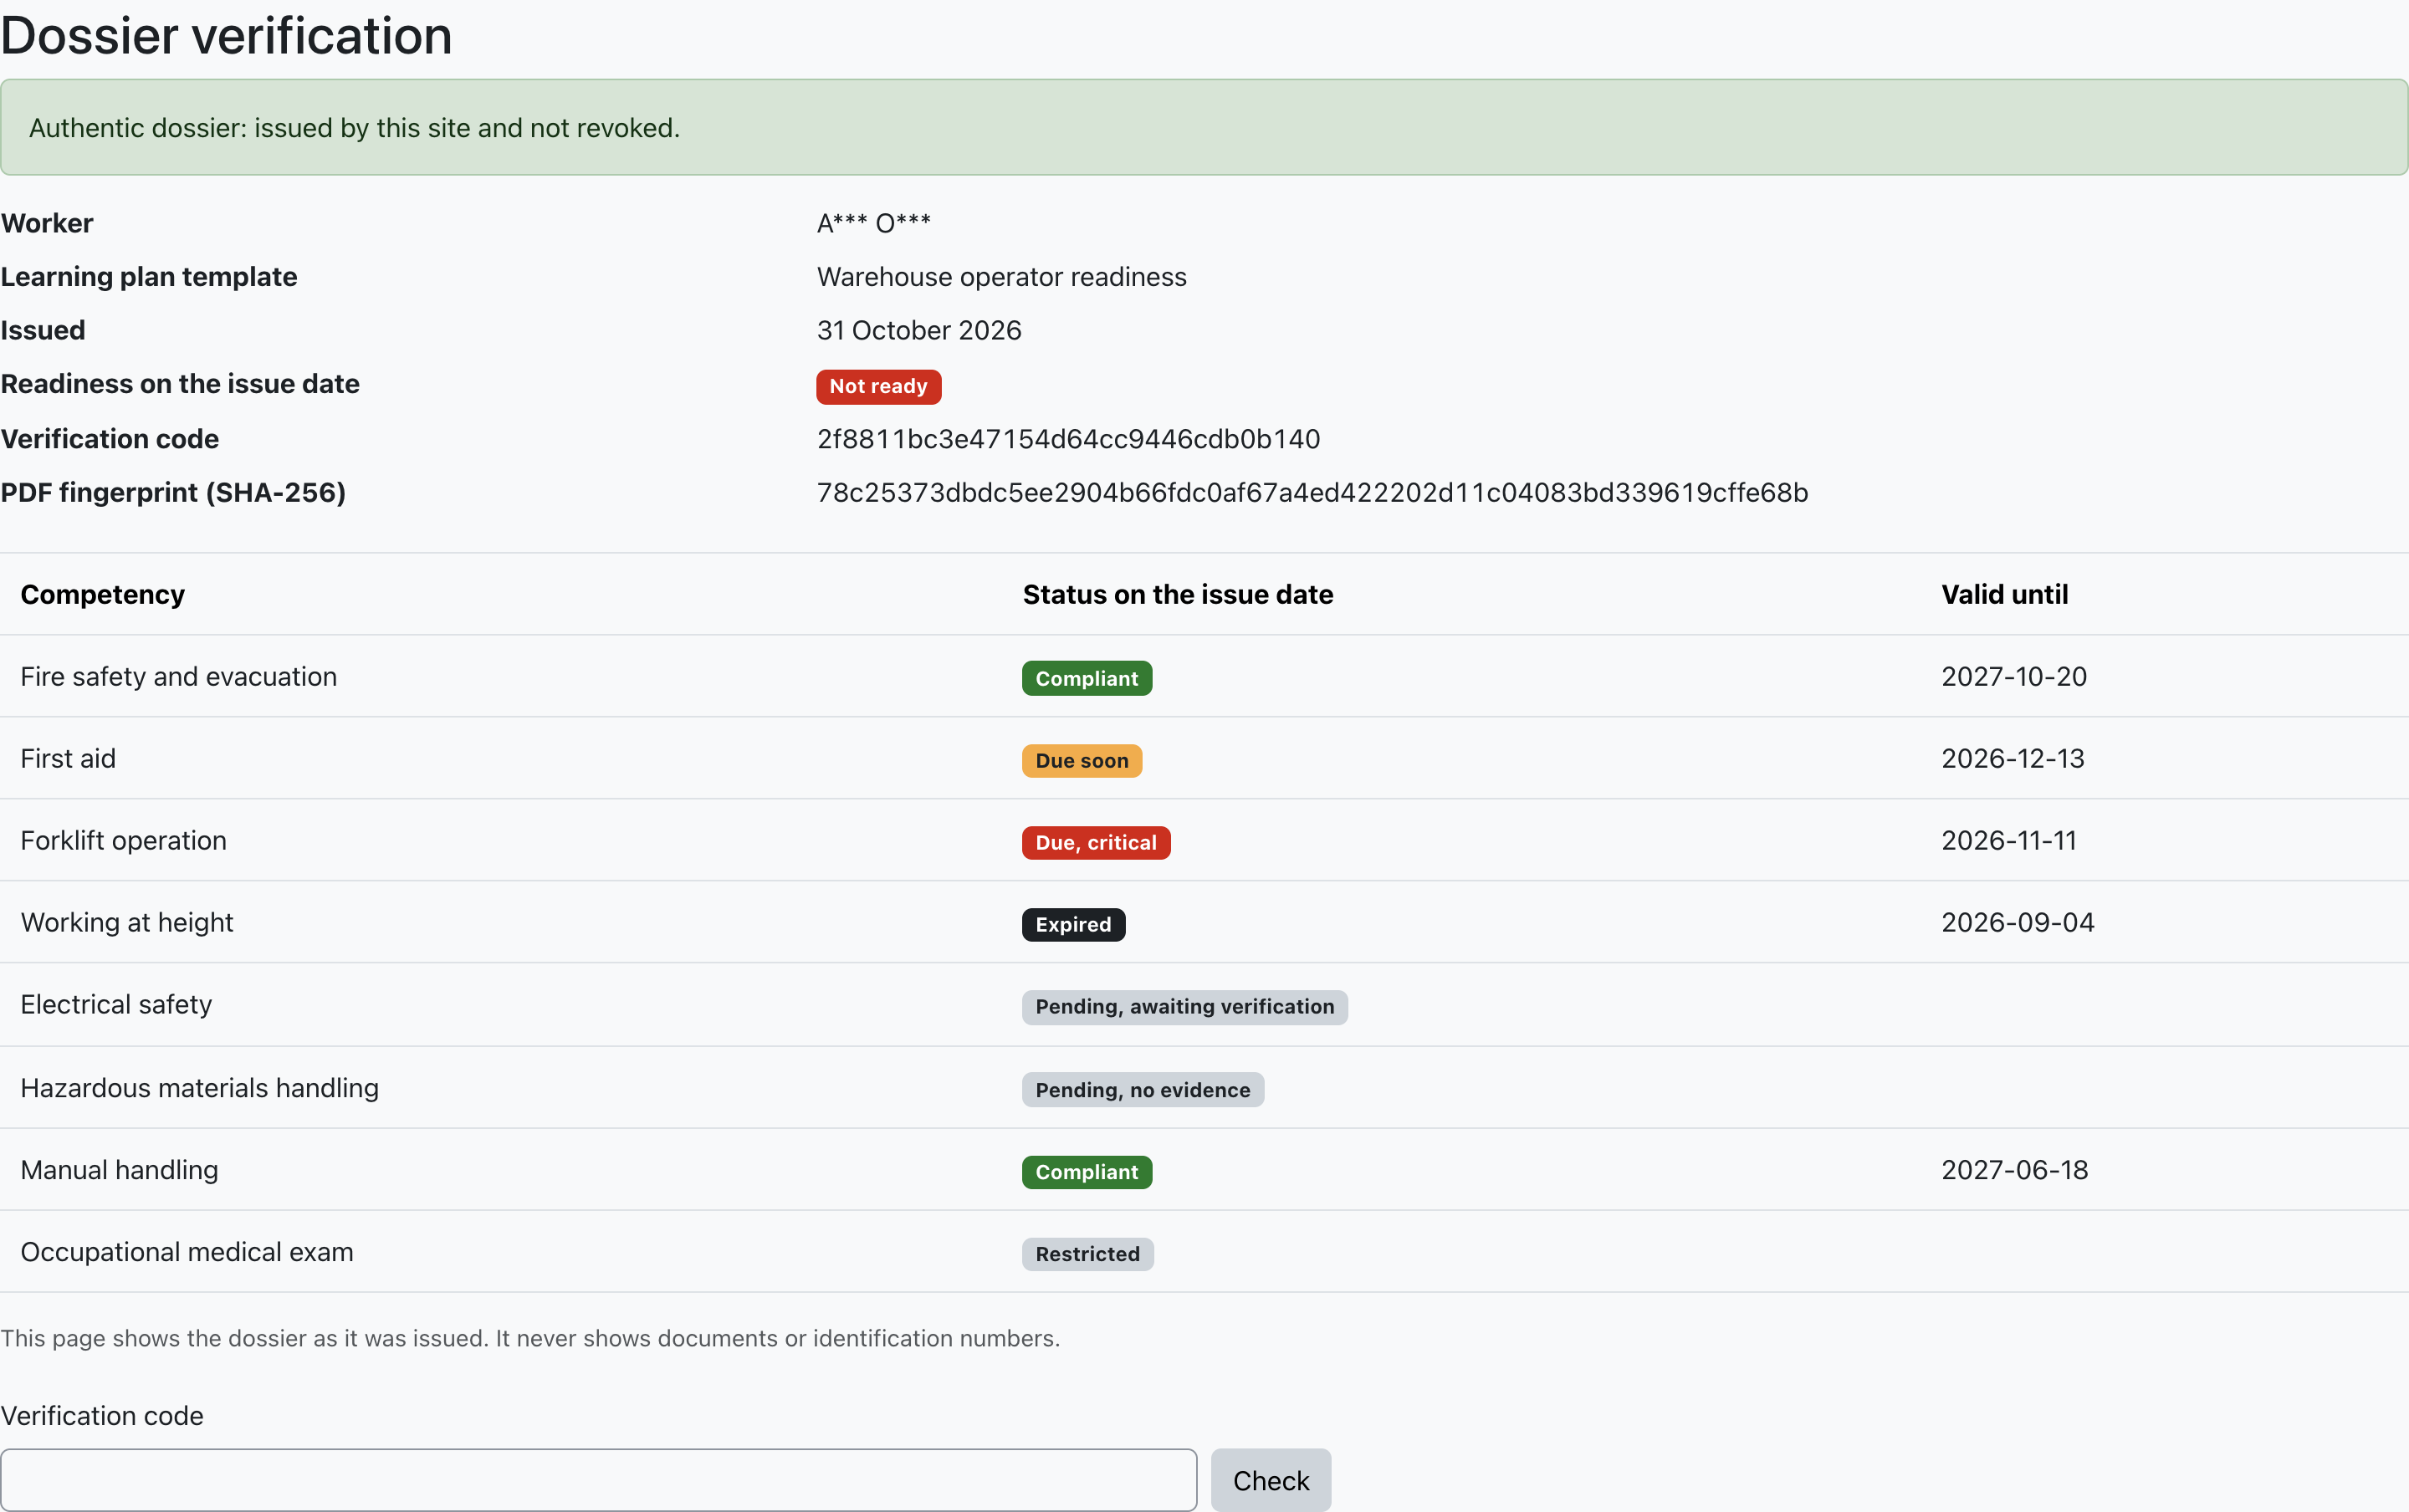 Dossier verification
Authentic dossier: issued by this site and not revoked.
Worker A*** O***
Learning plan template Warehouse operator readiness
Issued 31 October 2026
Readiness on the issue date Not ready
Verification code 2f8811bc3e47154d64cc9446cdb0b140
PDF fingerprint (SHA-256) 78c25373dbdc5ee2904b66fdc0af67a4ed422202d11c04083bd339619cffe68b
Competency Status on the issue date Valid until
Fire safety and evacuation Compliant 2027-10-20
First aid Due soon 2026-12-13
Forklift operation Due, critical 2026-11-11
Working at height Expired 2026-09-04
Electrical safety Pending, awaiting verification
Hazardous materials handling Pending, no evidence
Manual handling Compliant 2027-06-18
Occupational medical exam Restricted
This page shows the dossier as it was issued. It never shows documents or identification numbers.
Verification code
Check